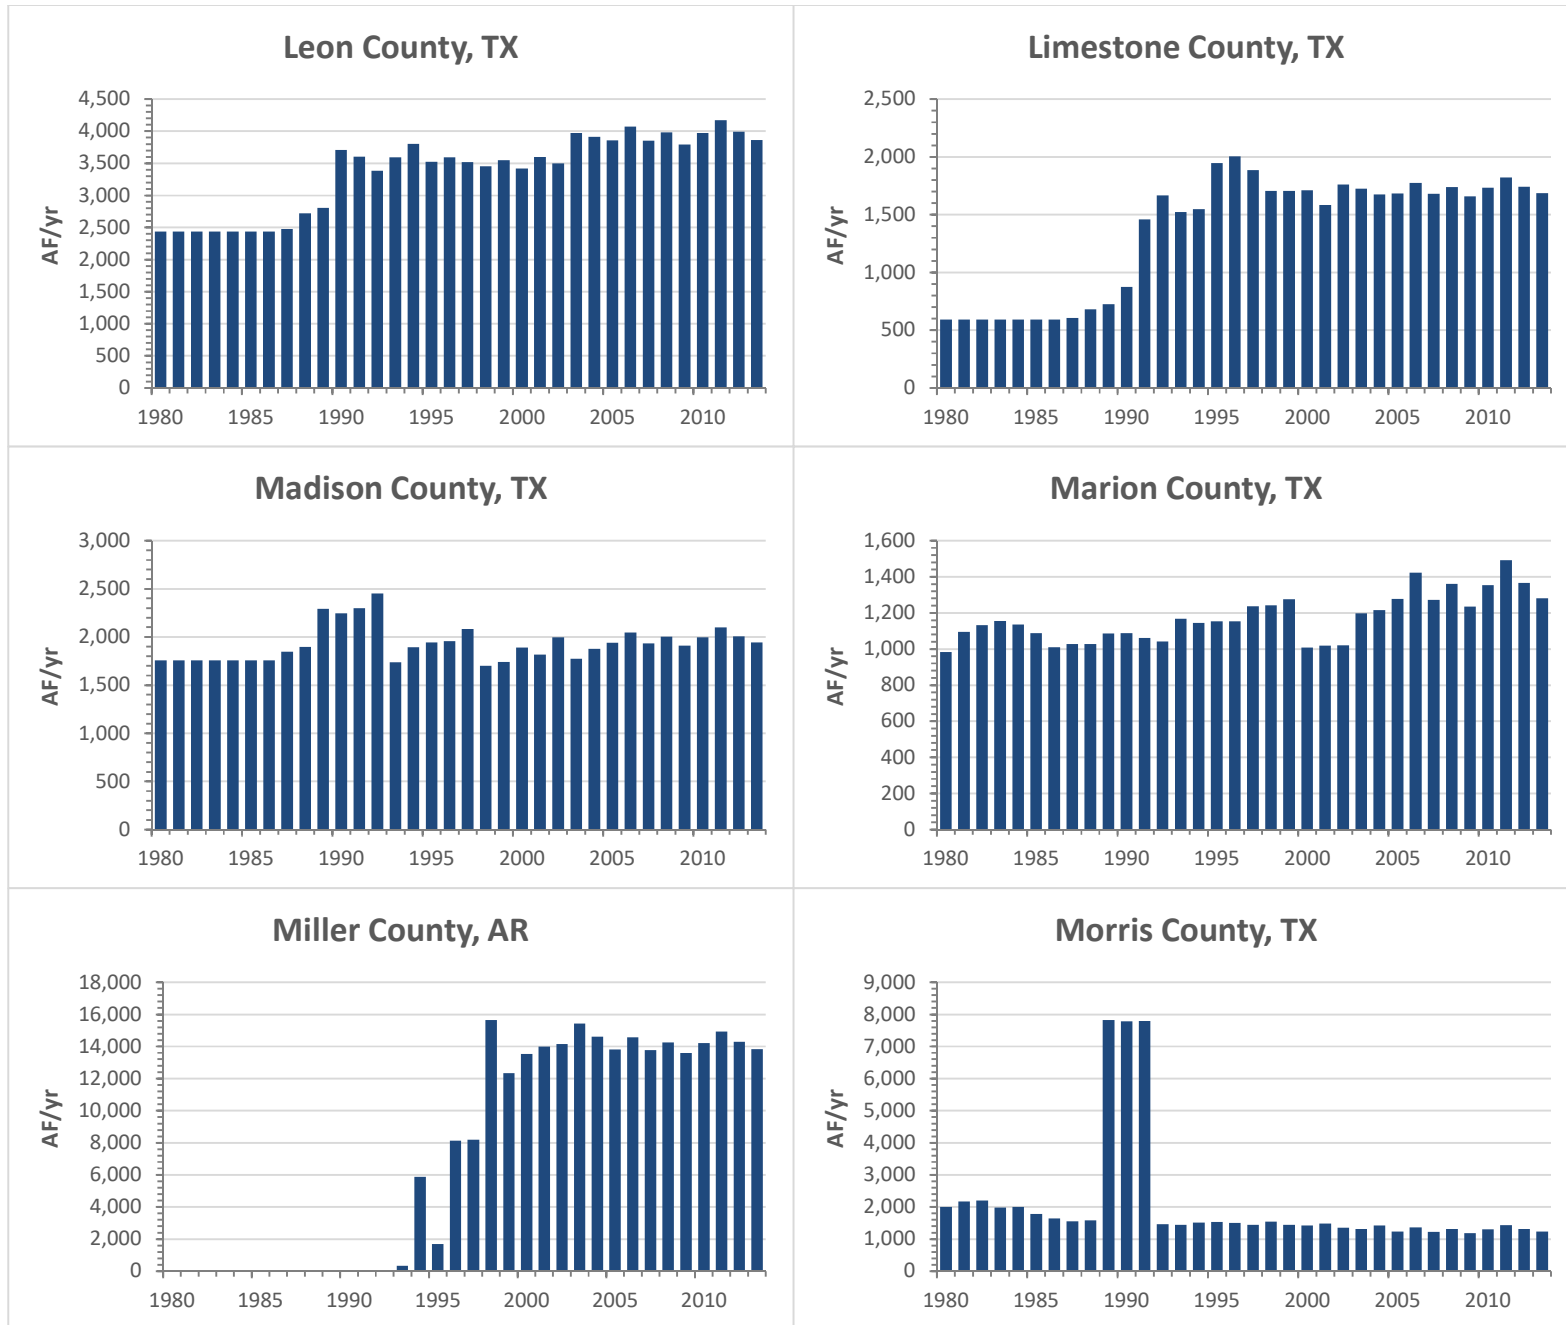 Leon County, TX
4,500
4,000
3,500
3,000
2,500
2,000
1,500
1,000
500
0
AF/yr
1980 1985 1990 1995 2000 2005 2010
Limestone County, TX
2,500
2,000
1,500
1,000
500
0
AF/yr
1980 1985 1990 1995 2000 2005 2010
Madison County, TX
3,000
2,500
2,000
1,500
1,000
500
0
AF/yr
1980 1985 1990 1995 2000 2005 2010
Marion County, TX
1,600
1,400
1,200
1,000
800
600
400
200
0
AF/yr
1980 1985 1990 1995 2000 2005 2010
Miller County, AR
18,000
16,000
14,000
12,000
10,000
8,000
6,000
4,000
2,000
0
AF/yr
1980 1985 1990 1995 2000 2005 2010
Morris County, TX
9,000
8,000
7,000
6,000
5,000
4,000
3,000
2,000
1,000
0
AF/yr
1980 1985 1990 1995 2000 2005 2010